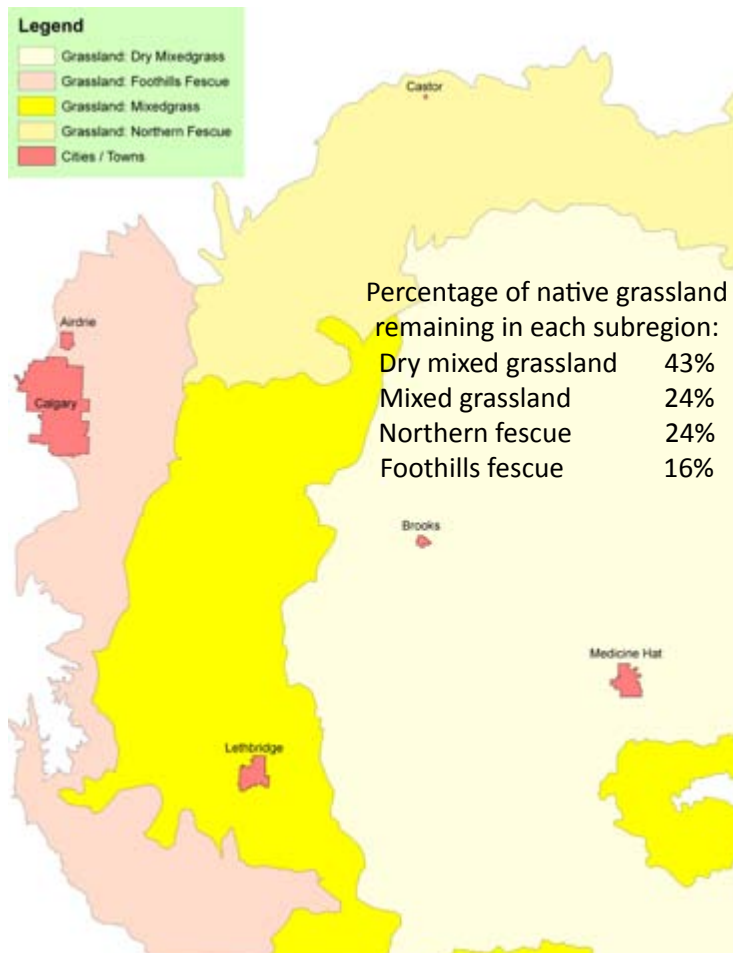 Legend
Grassland: Dry Mixedgrass
Grassland: Foothills Fescue
Grassland: Mixedgrass
Grassland: Northern Fescue
Cities / Towns
Castor
Percentage of native grassland
remaining in each subregion:
Dry mixed grassland 43%
Mixed grassland 24%
Northern fescue 24%
Foothills fescue 16%
Airdrie
Calgary
Brooks
Medicine Hat
Lethbridge